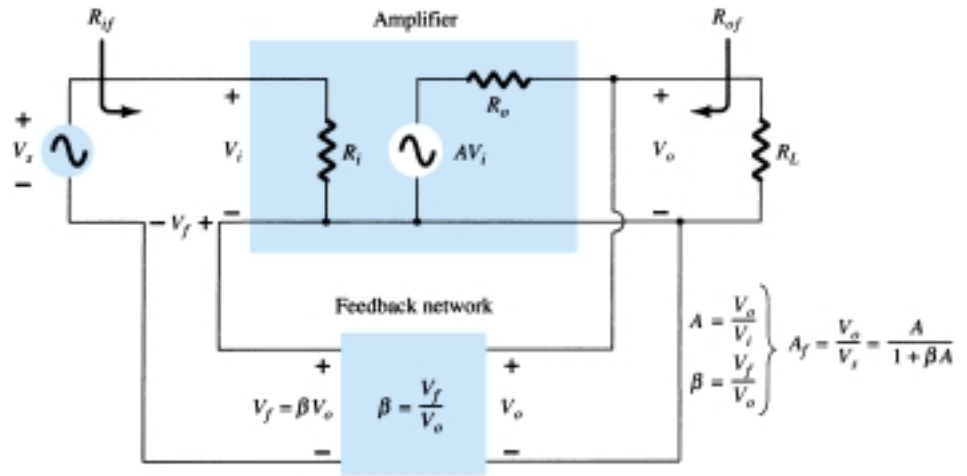 R_if
Amplifier
R_of
+
V_s
−
+
V_i
−
R_i
AV_i
R_o
+
V_o
−
R_L
− V_f +
Feedback network
+
V_f = βV_o
−
β = V_f / V_o
+
V_o
−
A = V_o / V_i
β = V_f / V_o
A_f = V_o / V_s = A / (1 + βA)